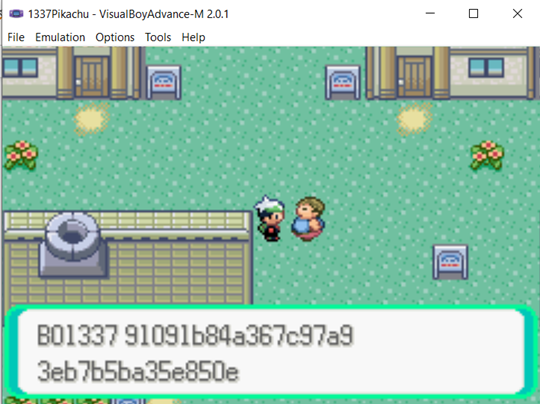 1337Pikachu - VisualBoyAdvance-M 2.0.1
File Emulation Options Tools Help
B01337 91091b84a367c97a9
3eb7b5ba35e850e